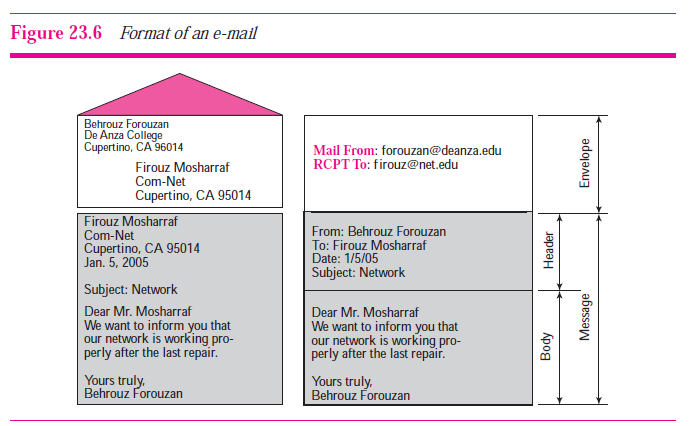 Figure 23.6 Format of an e-mail
Behrouz Forouzan
De Anza College
Cupertino, CA 96014
Firouz Mosharraf
Com-Net
Cupertino, CA 95014
Firouz Mosharraf
Com-Net
Cupertino, CA 95014
Jan. 5, 2005
Subject: Network
Dear Mr. Mosharraf
We want to inform you that
our network is working pro-
perly after the last repair.
Yours truly,
Behrouz Forouzan
Mail From: forouzan@deanza.edu
RCPT To: firouz@net.edu
From: Behrouz Forouzan
To: Firouz Mosharraf
Date: 1/5/05
Subject: Network
Dear Mr. Mosharraf
We want to inform you that
our network is working pro-
perly after the last repair.
Yours truly,
Behrouz Forouzan
Envelope
Header
Body
Message